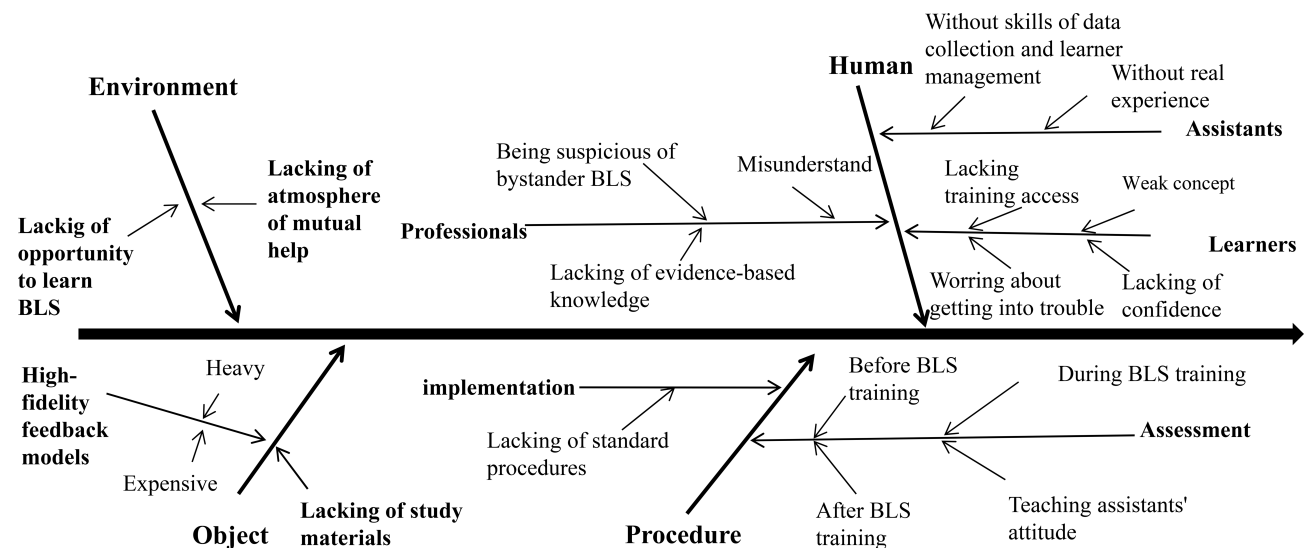 Environment
Lackig of
opportunity
to learn
BLS
Lacking of
atmosphere
of mutual
help
Human
Without skills of data
collection and learner
management
Without real
experience
Assistants
Professionals
Being suspicious of
bystander BLS
Misunderstand
Lacking of evidence-based
knowledge
Lacking
training access
Weak concept
Learners
Worring about
getting into trouble
Lacking of
confidence
High-
fidelity
feedback
models
Heavy
Expensive
Object
Lacking of study
materials
implementation
Lacking of standard
procedures
Procedure
Before BLS
training
During BLS training
Assessment
After BLS
training
Teaching assistants'
attitude